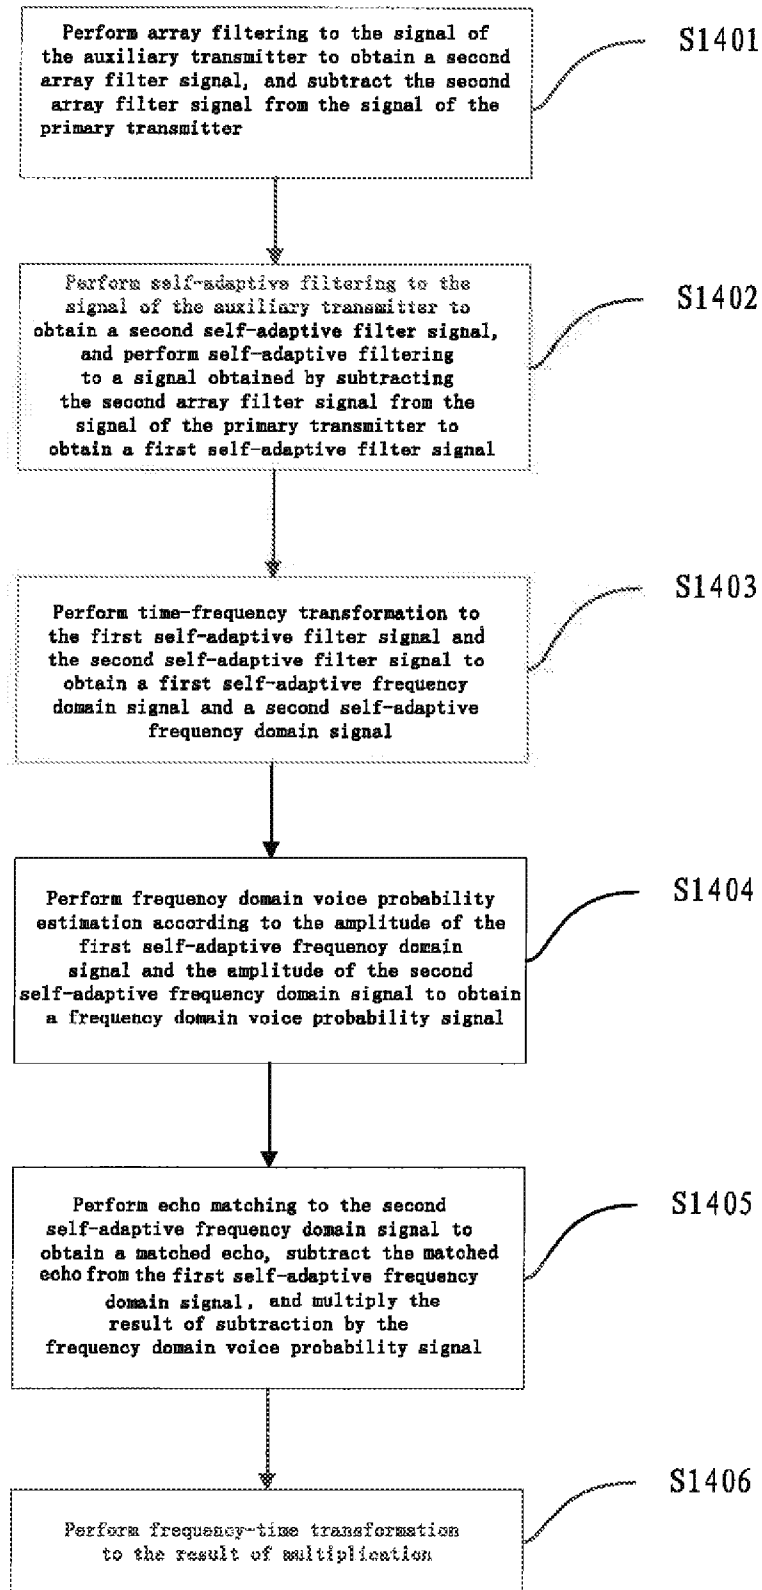 Perform array filtering to the signal of
the auxiliary transmitter to obtain a second
array filter signal, and subtract the second
array filter signal from the signal of the
primary transmitter
S1401
Perform self-adaptive filtering to the
signal of the auxiliary transmitter to
obtain a second self-adaptive filter signal,
and perform self-adaptive filtering
to a signal obtained by subtracting
the second array filter signal from the
signal of the primary transmitter to
obtain a first self-adaptive filter signal
S1402
Perform time-frequency transformation to
the first self-adaptive filter signal and
the second self-adaptive filter signal to
obtain a first self-adaptive frequency
domain signal and a second self-adaptive
frequency domain signal
S1403
Perform frequency domain voice probability
estimation according to the amplitude of the
first self-adaptive frequency domain
signal and the amplitude of the second
self-adaptive frequency domain signal to obtain
a frequency domain voice probability signal
S1404
Perform echo matching to the second
self-adaptive frequency domain signal to
obtain a matched echo, subtract the matched
echo from the first self-adaptive frequency
domain signal, and multiply the
result of subtraction by the
frequency domain voice probability signal
S1405
Perform frequency-time transformation
to the result of multiplication
S1406